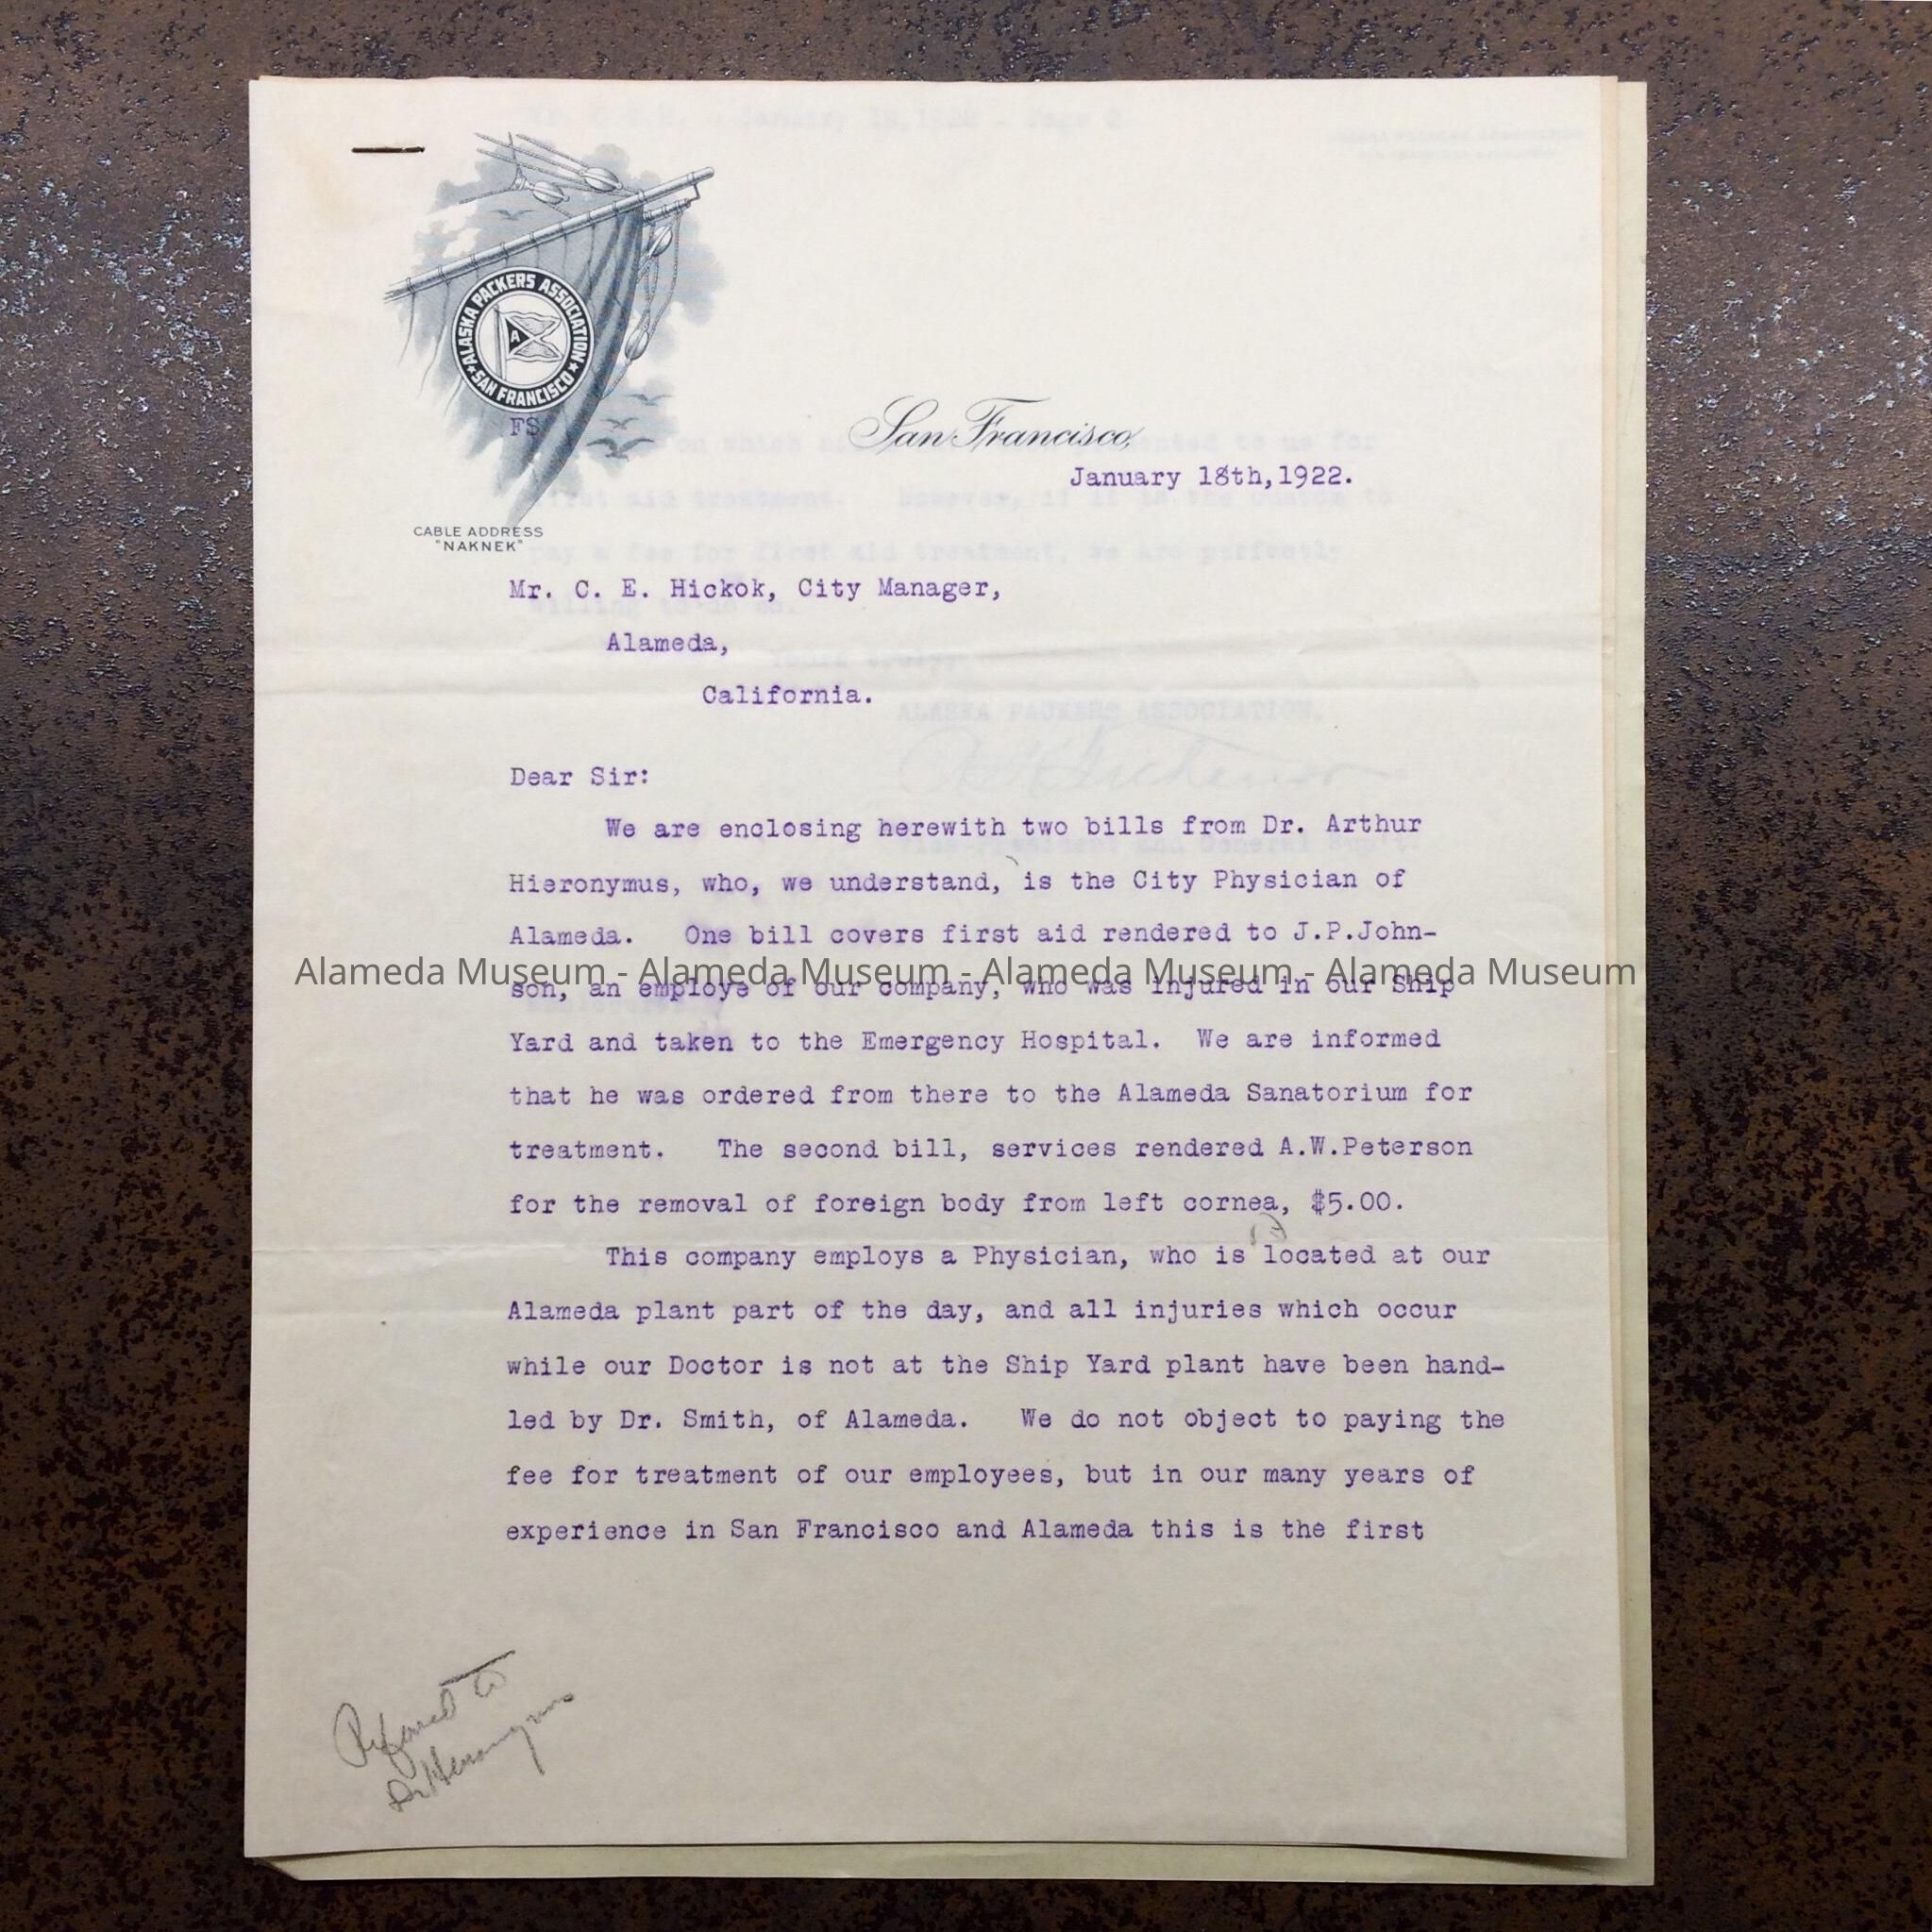 ALASKA PACKERS ASSOCIATION
SAN FRANCISCO
A
FS
CABLE ADDRESS
"NAKNEK"
San Francisco,
January 18th,1922.
Mr. C. E. Hickok, City Manager,
Alameda,
California.
Dear Sir:
We are enclosing herewith two bills from Dr. Arthur
Hieronymus, who, we understand, is the City Physician of
Alameda. One bill covers first aid rendered to J.P.John-
Alameda Museum - Alameda Museum - Alameda Museum - Alameda Museum
son, an employe of our company, who was injured in our Ship
Yard and taken to the Emergency Hospital. We are informed
that he was ordered from there to the Alameda Sanatorium for
treatment. The second bill, services rendered A.W.Peterson
for the removal of foreign body from left cornea, $5.00.
This company employs a Physician, who is located at our
Alameda plant part of the day, and all injuries which occur
while our Doctor is not at the Ship Yard plant have been hand-
led by Dr. Smith, of Alameda. We do not object to paying the
fee for treatment of our employees, but in our many years of
experience in San Francisco and Alameda this is the first
Referred to
Dr Hieronymus